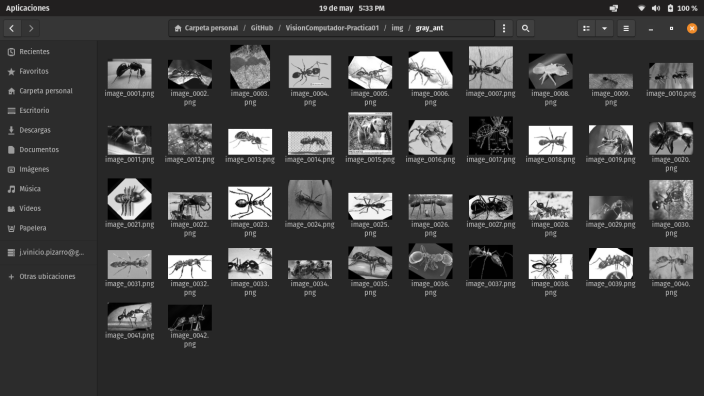 Aplicaciones
19 de may 5:33 PM
100 %
Carpeta personal / GitHub / VisionComputador-Practica01 / img / gray_ant
Recientes
Favoritos
Carpeta personal
Escritorio
Descargas
Documentos
Imágenes
Música
Vídeos
Papelera
j.vinicio.pizarro@g...
Otras ubicaciones
image_0001.png
image_0002.
png
image_0003.
png
image_0004.
png
image_0005.
png
image_0006.
png
image_0007.png
image_0008.
png
image_0009.
png
image_0010.png
image_0011.png
image_0012.png
image_0013.png
image_0014.png
image_0015.png
image_0016.png
image_0017.png
image_0018.png
image_0019.png
image_0020.
png
image_0021.png
image_0022.
png
image_0023.
png
image_0024.png
image_0025.
png
image_0026.
png
image_0027.png
image_0028.
png
image_0029.png
image_0030.
png
image_0031.png
image_0032.
png
image_0033.
png
image_0034.
png
image_0035.
png
image_0036.
png
image_0037.png
image_0038.
png
image_0039.png
image_0040.
png
image_0041.png
image_0042.
png